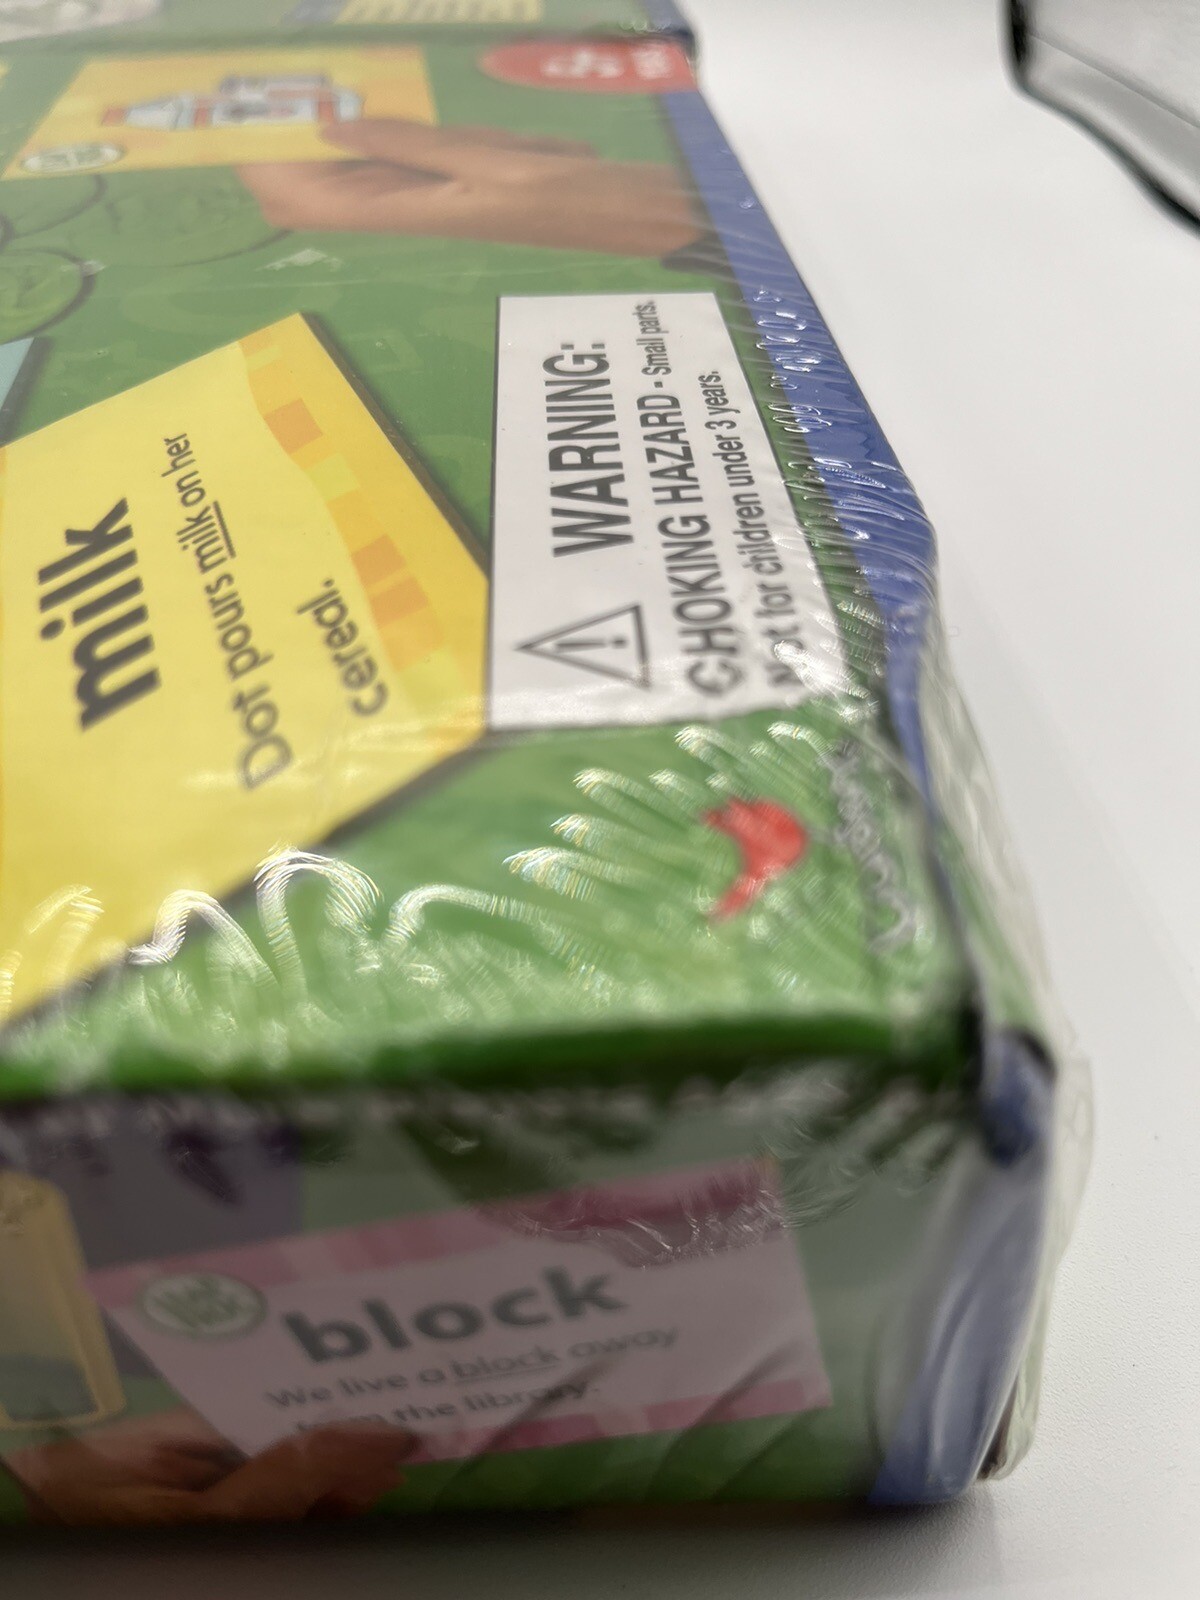 5
WARNING:
CHOKING HAZARD - Small parts.
Not for children under 3 years.
milk
Dot pours milk on her
cereal.
block
We live a block away
from the library.